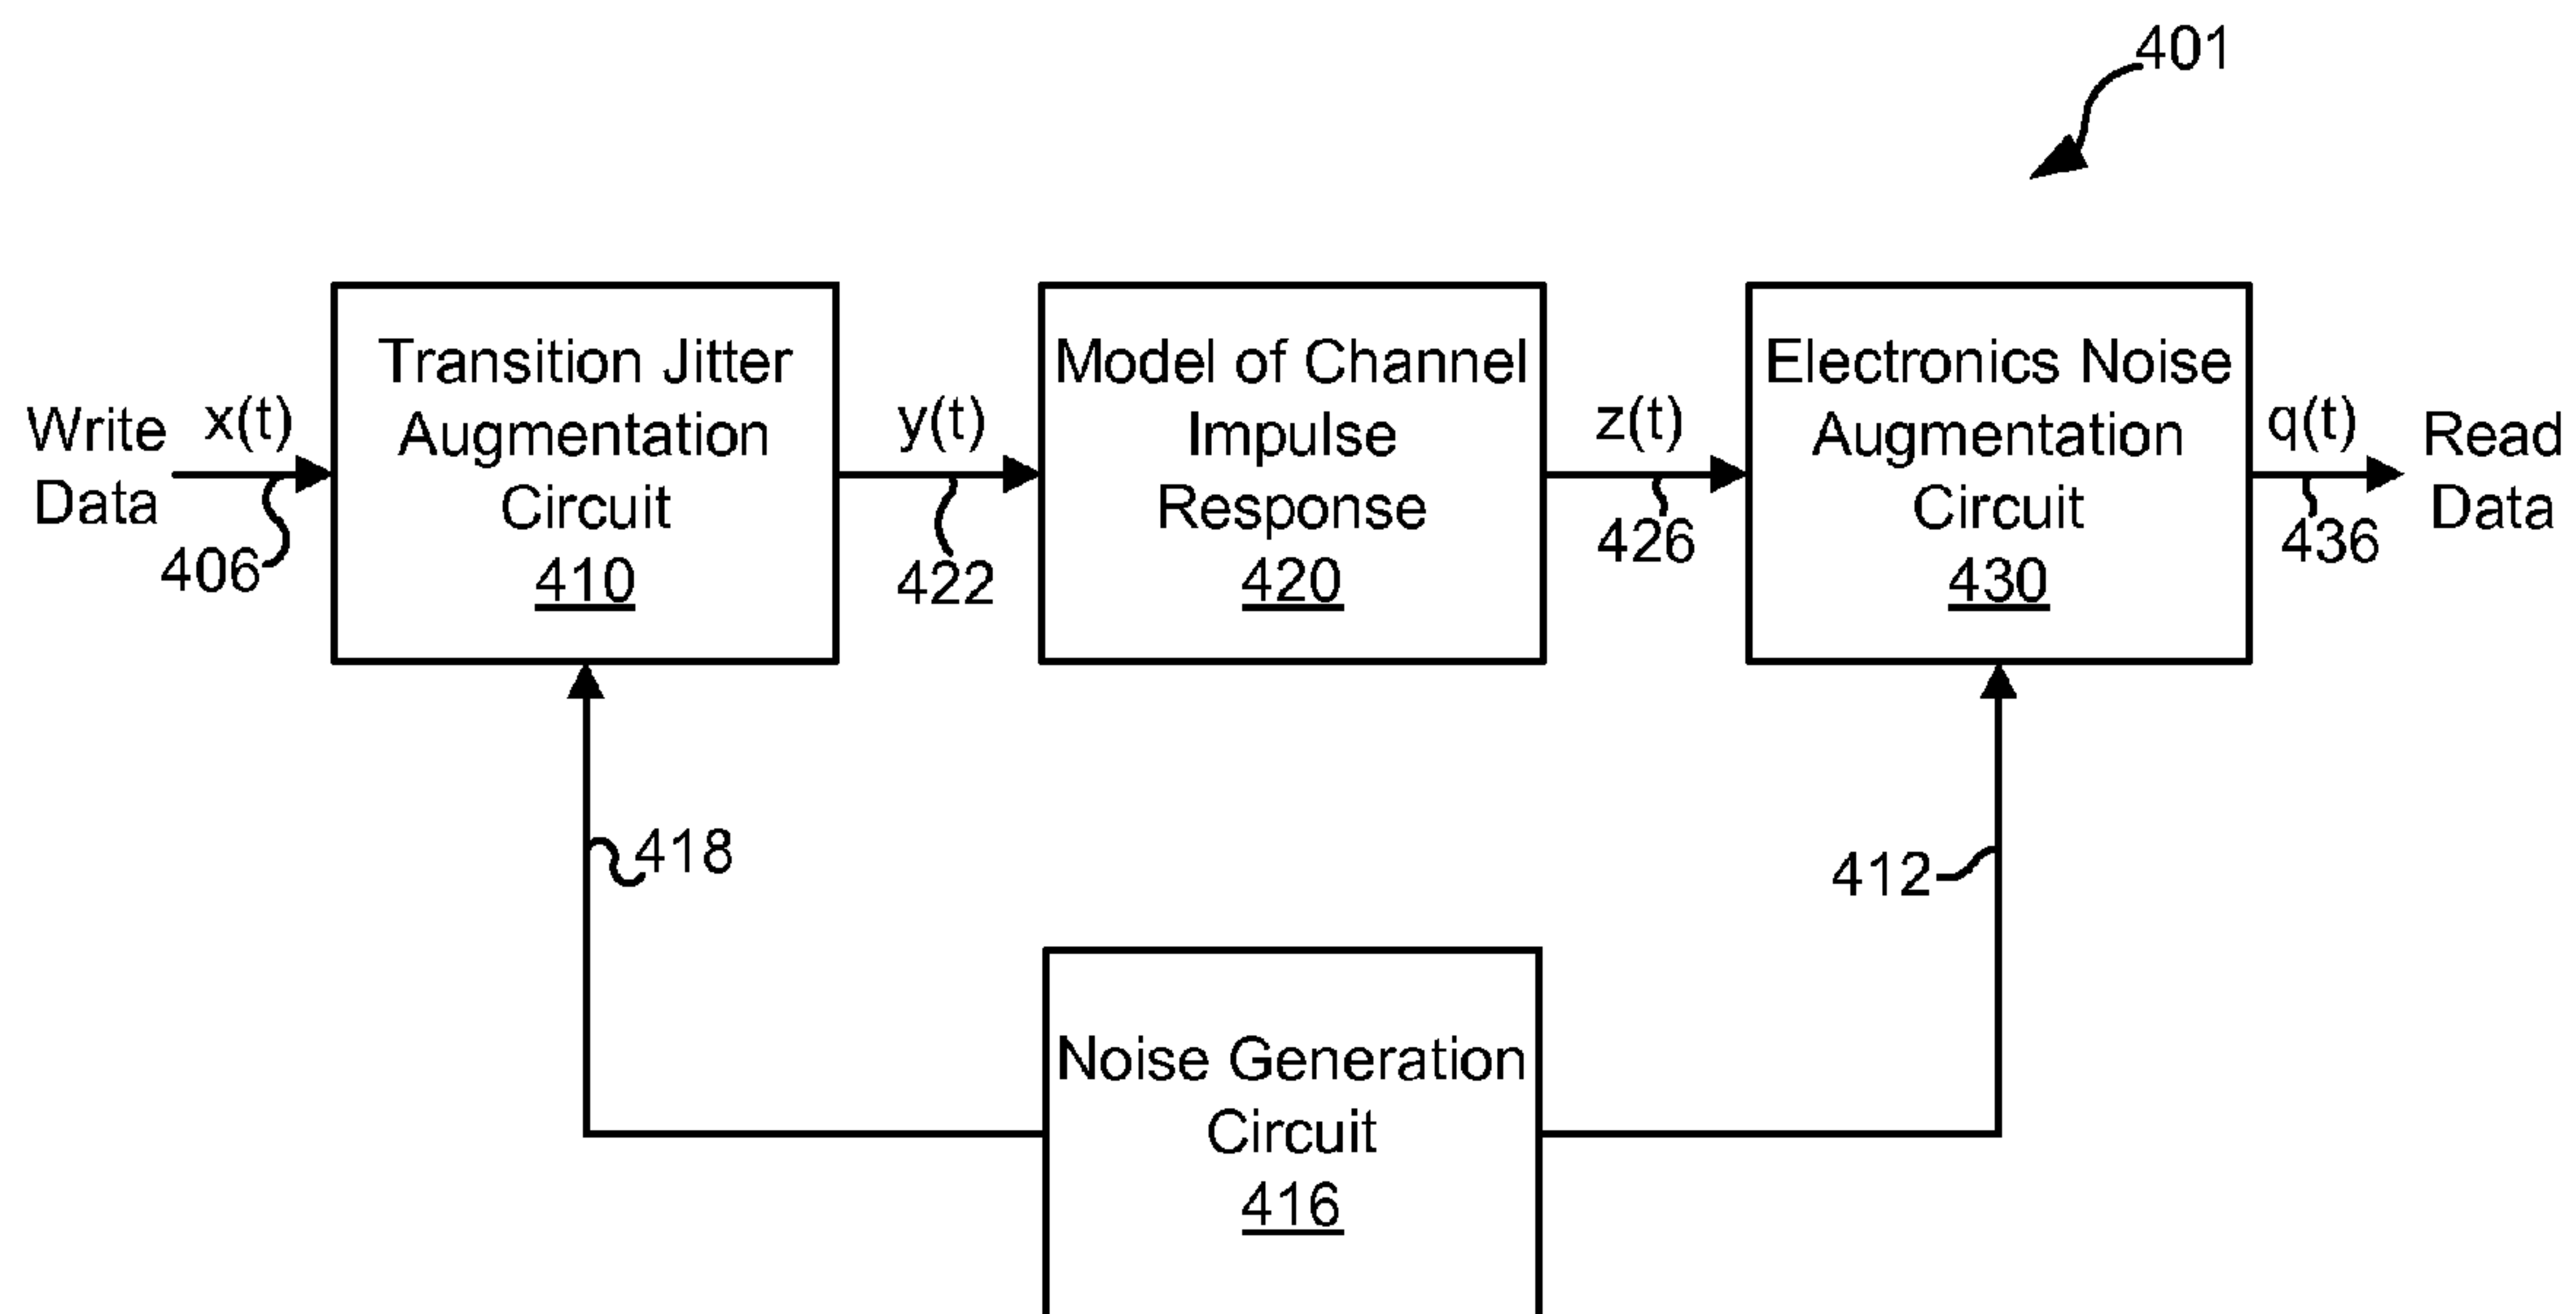 401
Write
Data
x(t)
406
Transition Jitter
Augmentation
Circuit
410
y(t)
422
Model of Channel
Impulse
Response
420
z(t)
426
Electronics Noise
Augmentation
Circuit
430
q(t)
436
Read
Data
418
412
Noise Generation
Circuit
416